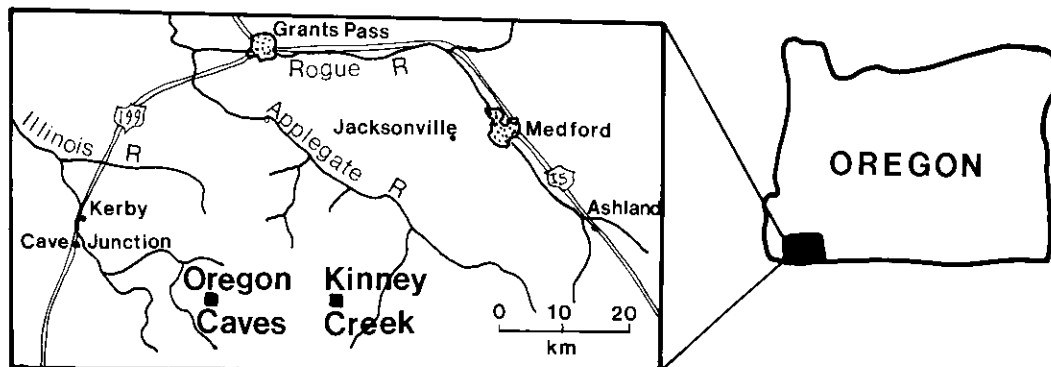 Grants Pass
Rogue R
199
Illinois R
Applegate R
Jacksonville
Medford
I5
Kerby
Ashland
Cave Junction
Oregon Caves
Kinney Creek
0 10 20
km
OREGON